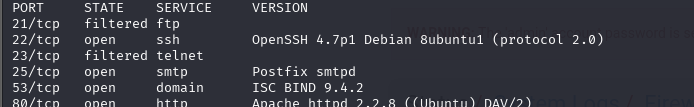 PORT STATE SERVICE VERSION
21/tcp filtered ftp
22/tcp open ssh OpenSSH 4.7p1 Debian 8ubuntu1 (protocol 2.0)
23/tcp filtered telnet
25/tcp open smtp Postfix smtpd
53/tcp open domain ISC BIND 9.4.2
80/tcp open http Apache httpd 2.2.8 ((Ubuntu) DAV/2)